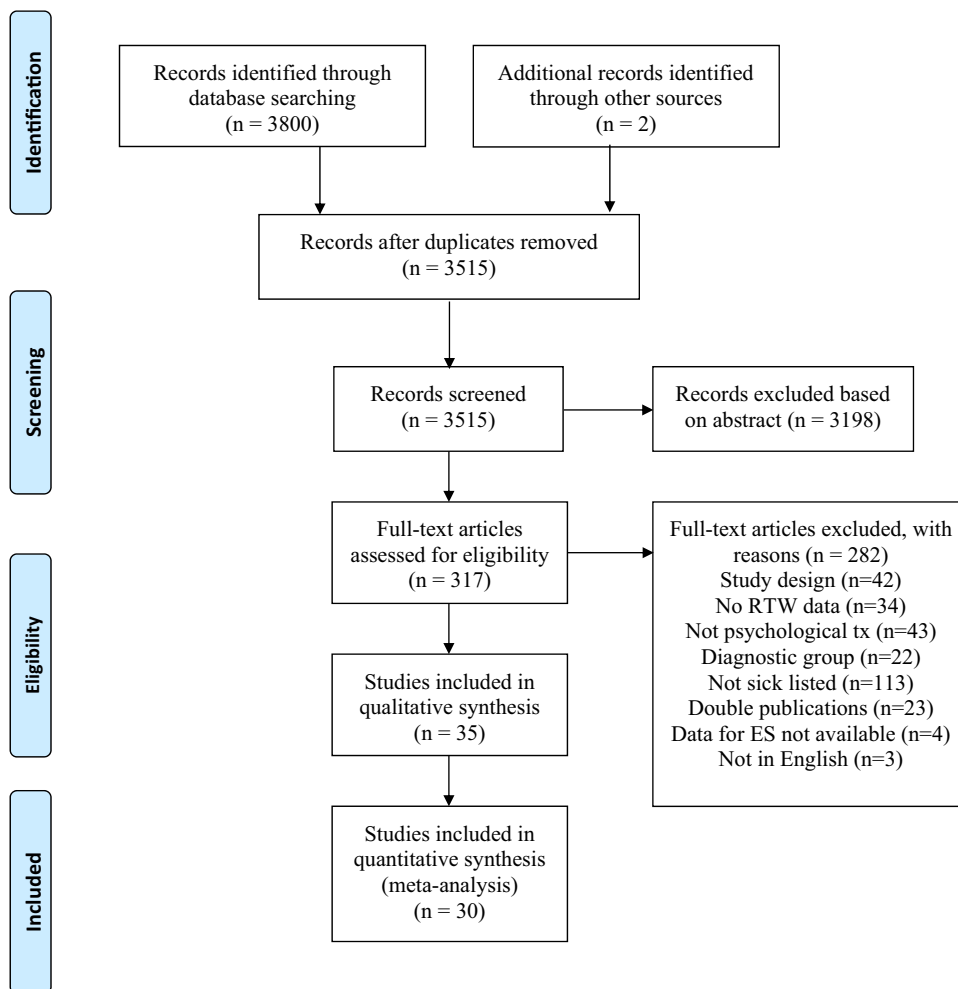 Identification
Records identified through
database searching
(n = 3800)
Additional records identified
through other sources
(n = 2)
Records after duplicates removed
(n = 3515)
Screening
Records screened
(n = 3515)
Records excluded based
on abstract (n = 3198)
Eligibility
Full-text articles
assessed for eligibility
(n = 317)
Full-text articles excluded, with
reasons (n = 282)
Study design (n=42)
No RTW data (n=34)
Not psychological tx (n=43)
Diagnostic group (n=22)
Not sick listed (n=113)
Double publications (n=23)
Data for ES not available (n=4)
Not in English (n=3)
Studies included in
qualitative synthesis
(n = 35)
Included
Studies included in
quantitative synthesis
(meta-analysis)
(n = 30)